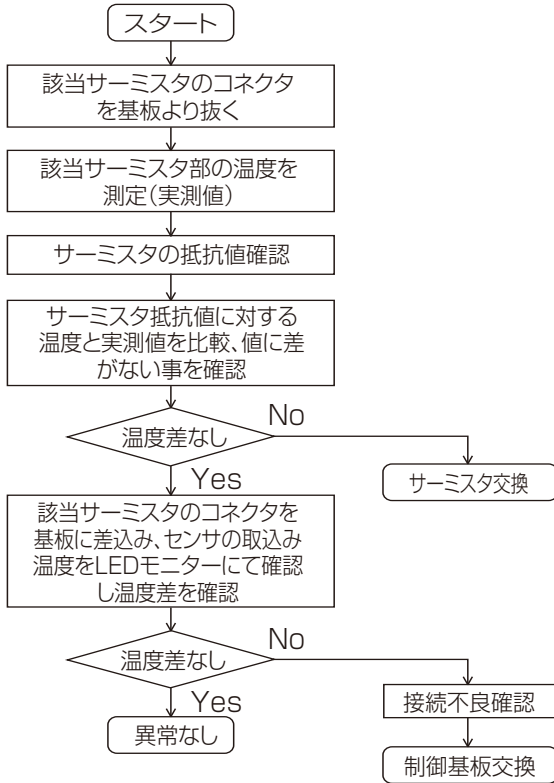 スタート
該当サーミスタのコネクタ
を基板より抜く
該当サーミスタ部の温度を
測定(実測値)
サーミスタの抵抗値確認
サーミスタ抵抗値に対する
温度と実測値を比較、値に差
がない事を確認
温度差なし
No
サーミスタ交換
Yes
該当サーミスタのコネクタを
基板に差込み、センサの取込み
温度をLEDモニターにて確認
し温度差を確認
温度差なし
No
接続不良確認
制御基板交換
Yes
異常なし